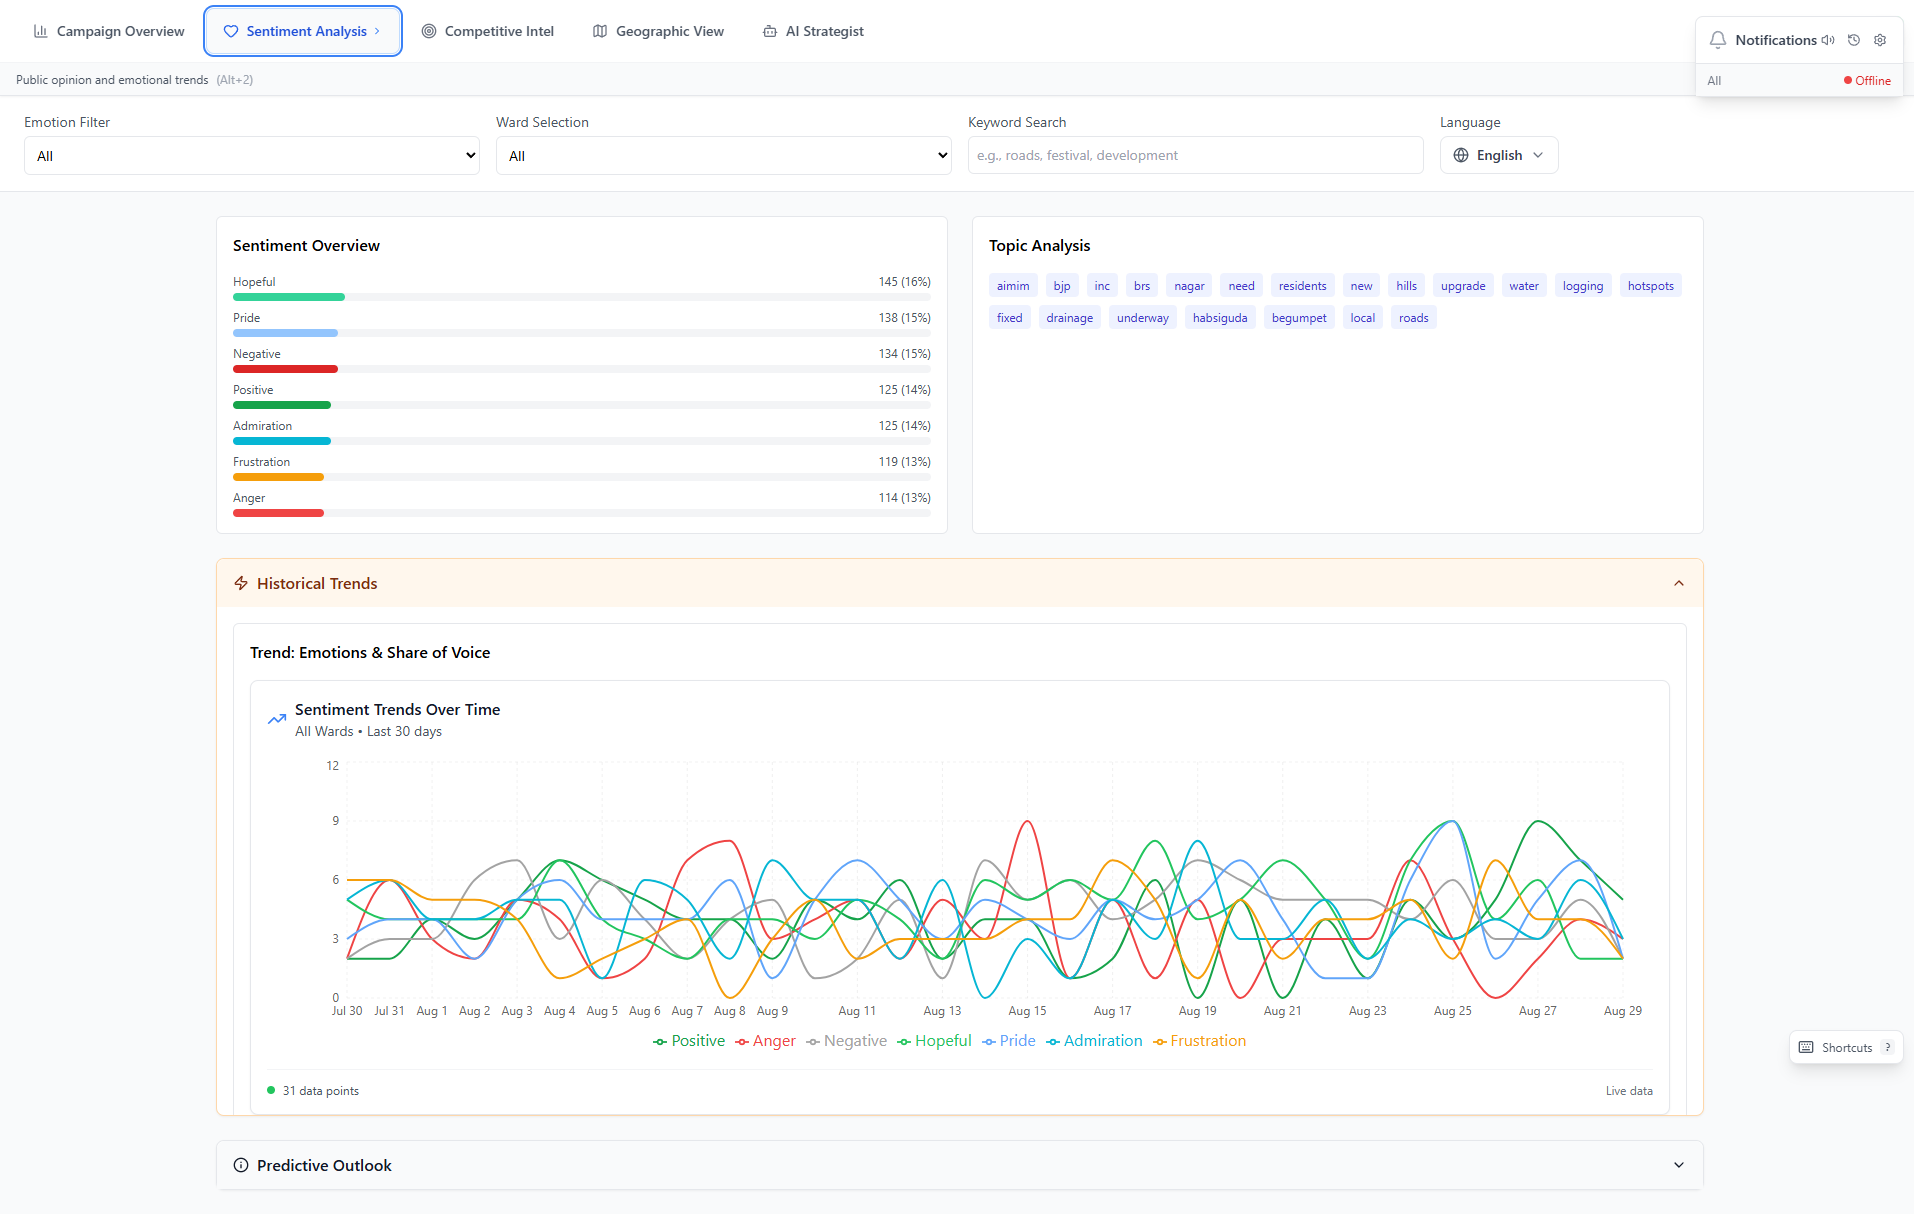 Campaign Overview
Sentiment Analysis
Competitive Intel
Geographic View
AI Strategist
Notifications
All
Offline
Public opinion and emotional trends (Alt+2)
Emotion Filter
All
Ward Selection
All
Keyword Search
e.g., roads, festival, development
Language
English
Sentiment Overview
Hopeful 145 (16%)
Pride 138 (15%)
Negative 134 (15%)
Positive 125 (14%)
Admiration 125 (14%)
Frustration 119 (13%)
Anger 114 (13%)
Topic Analysis
aimim bjp inc brs nagar need residents new hills upgrade water logging hotspots
fixed drainage underway habsiguda begumpet local roads
Historical Trends
Trend: Emotions & Share of Voice
Sentiment Trends Over Time
All Wards • Last 30 days
12
9
6
3
0
Jul 30 Jul 31 Aug 1 Aug 2 Aug 3 Aug 4 Aug 5 Aug 6 Aug 7 Aug 8 Aug 9 Aug 11 Aug 13 Aug 15 Aug 17 Aug 19 Aug 21 Aug 23 Aug 25 Aug 27 Aug 29
Positive Anger Negative Hopeful Pride Admiration Frustration
31 data points
Live data
Shortcuts ?
Predictive Outlook